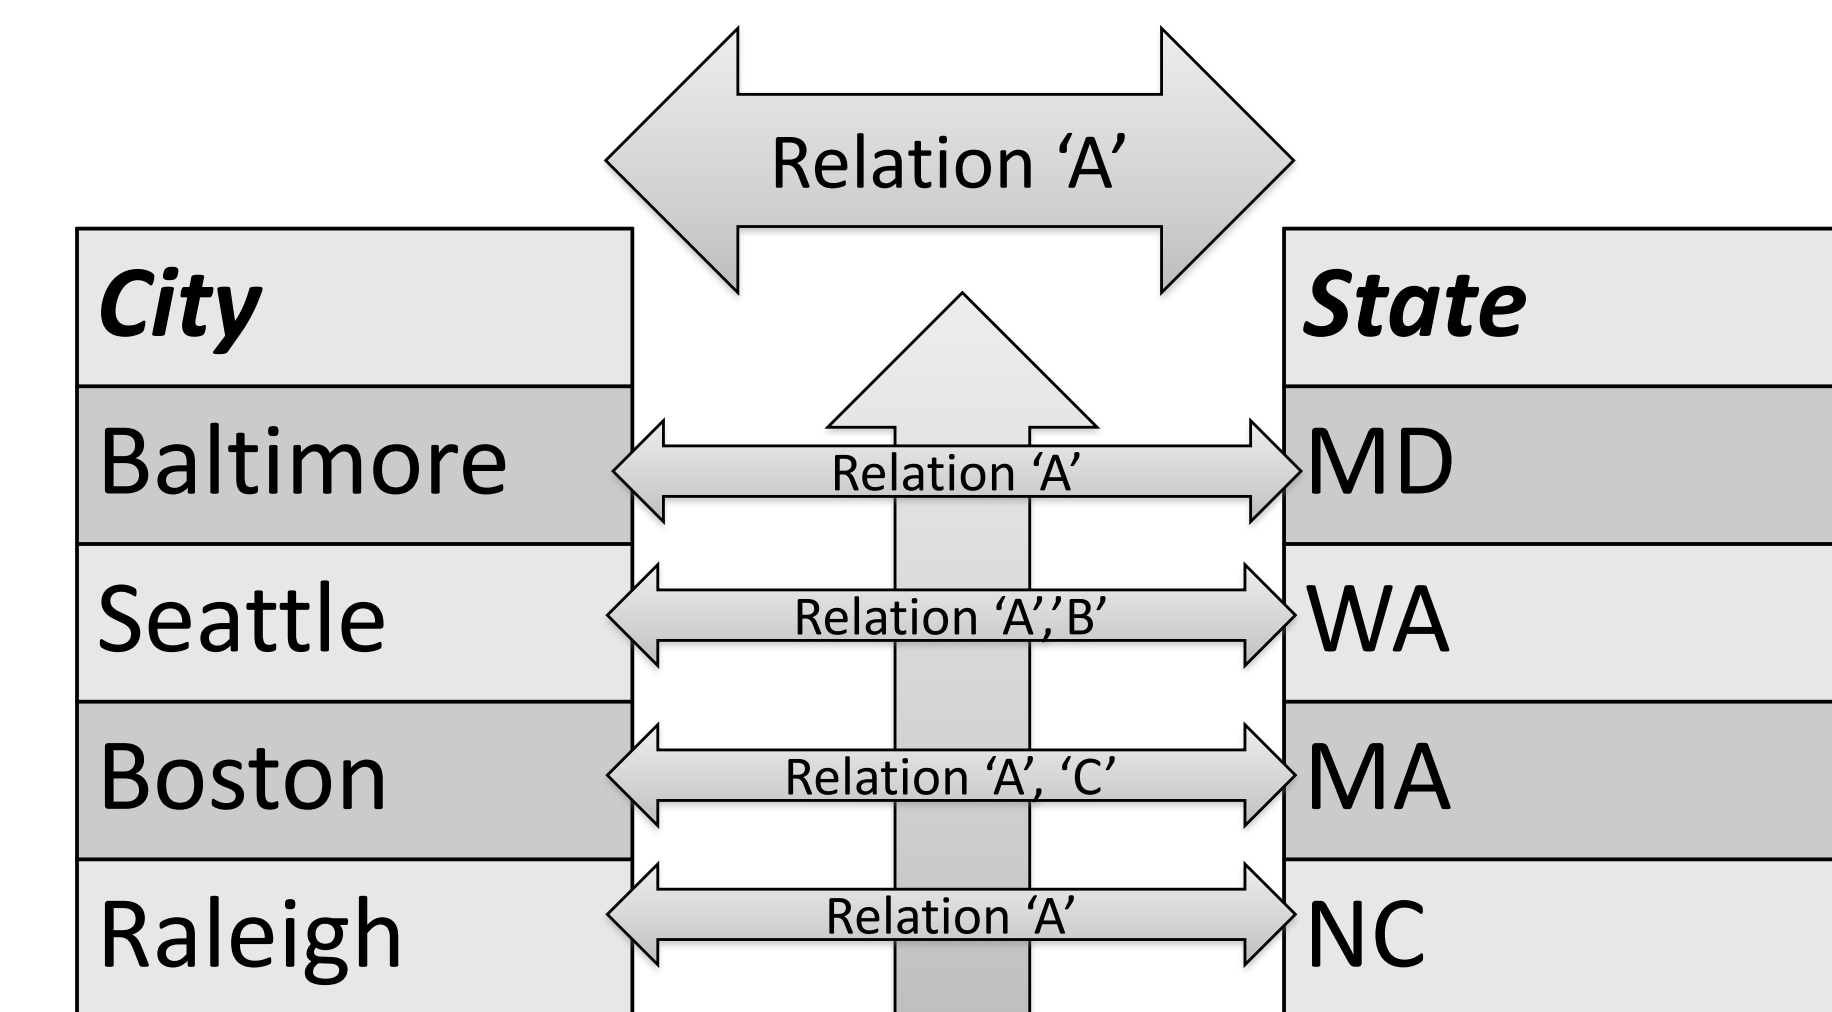 Relation ‘A’
City
State
Baltimore
Relation ‘A’
MD
Seattle
Relation ‘A’,’B’
WA
Boston
Relation ‘A’, ‘C’
MA
Raleigh
Relation ‘A’
NC